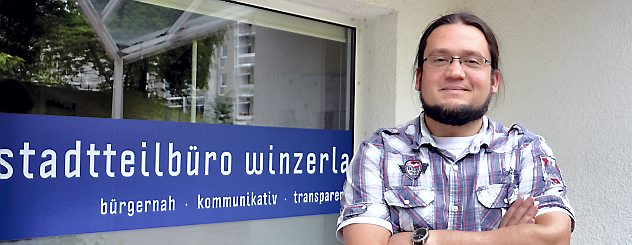 stadtteilbüro winzerla
bürgernah · kommunikativ · transparen